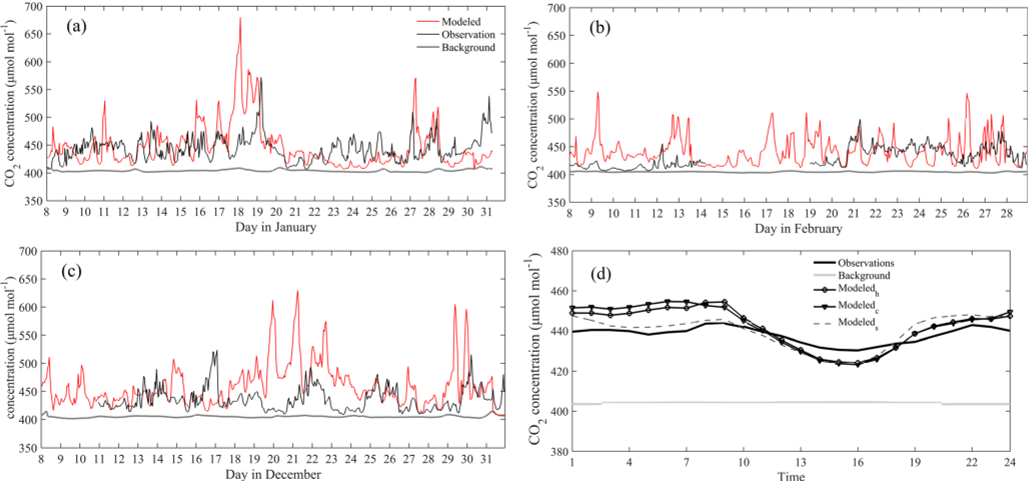 (a)
Modeled
Observation
Background
CO2 concentration (μmol mol-1)
700
650
600
550
500
450
400
350
8 9 10 11 12 13 14 15 16 17 18 19 20 21 22 23 24 25 26 27 28 29 30 31
Day in January
(b)
CO2 concentration (μmol mol-1)
700
650
600
550
500
450
400
350
8 9 10 11 12 13 14 15 16 17 18 19 20 21 22 23 24 25 26 27 28
Day in February
(c)
concentration (μmol mol-1)
700
650
600
550
500
450
400
350
8 9 10 11 12 13 14 15 16 17 18 19 20 21 22 23 24 25 26 27 28 29 30 31
Day in December
(d)
Observations
Background
Modeledh
Modeledc
Modeleds
CO2 concentration (μmol mol-1)
480
460
440
420
400
380
1 4 7 10 13 16 19 22 24
Time